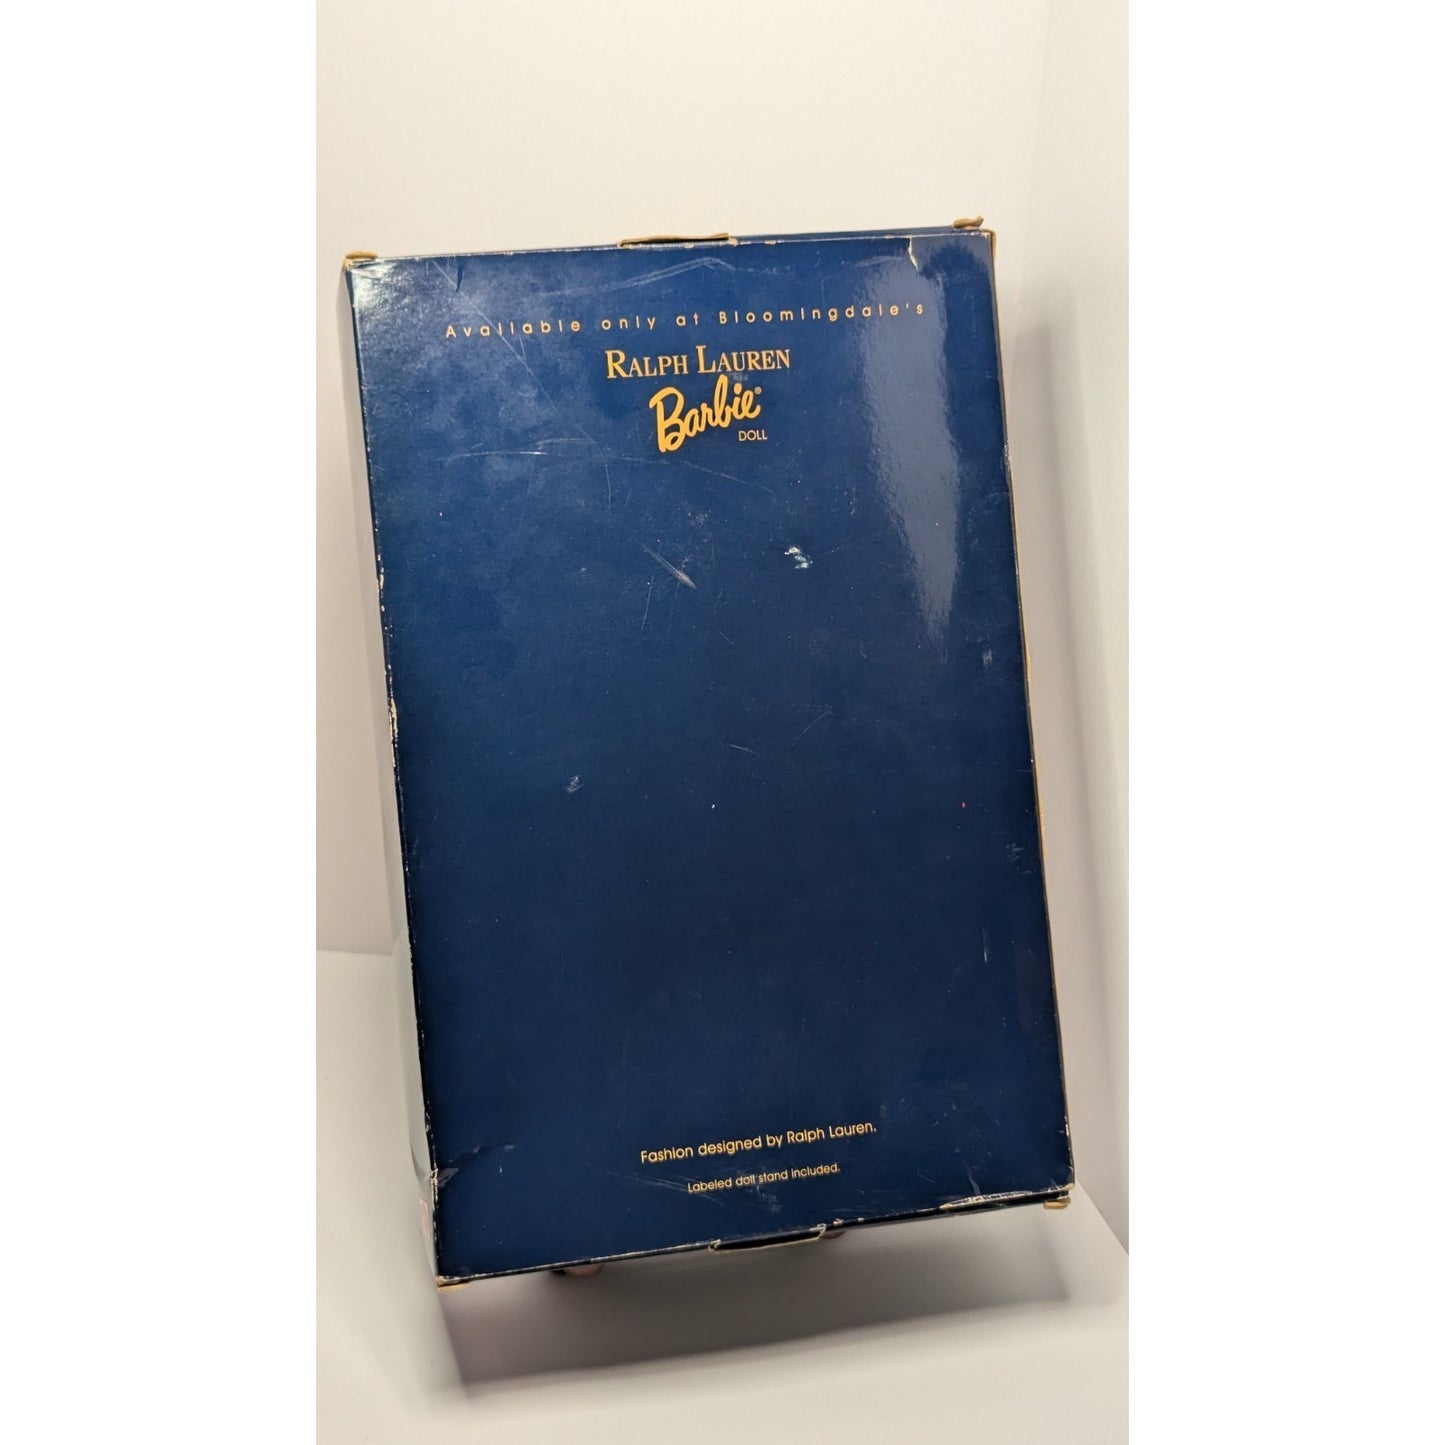 Available only at Bloomingdale's
RALPH LAUREN
Barbie®
DOLL
Fashion designed by Ralph Lauren.
Labeled doll stand included.